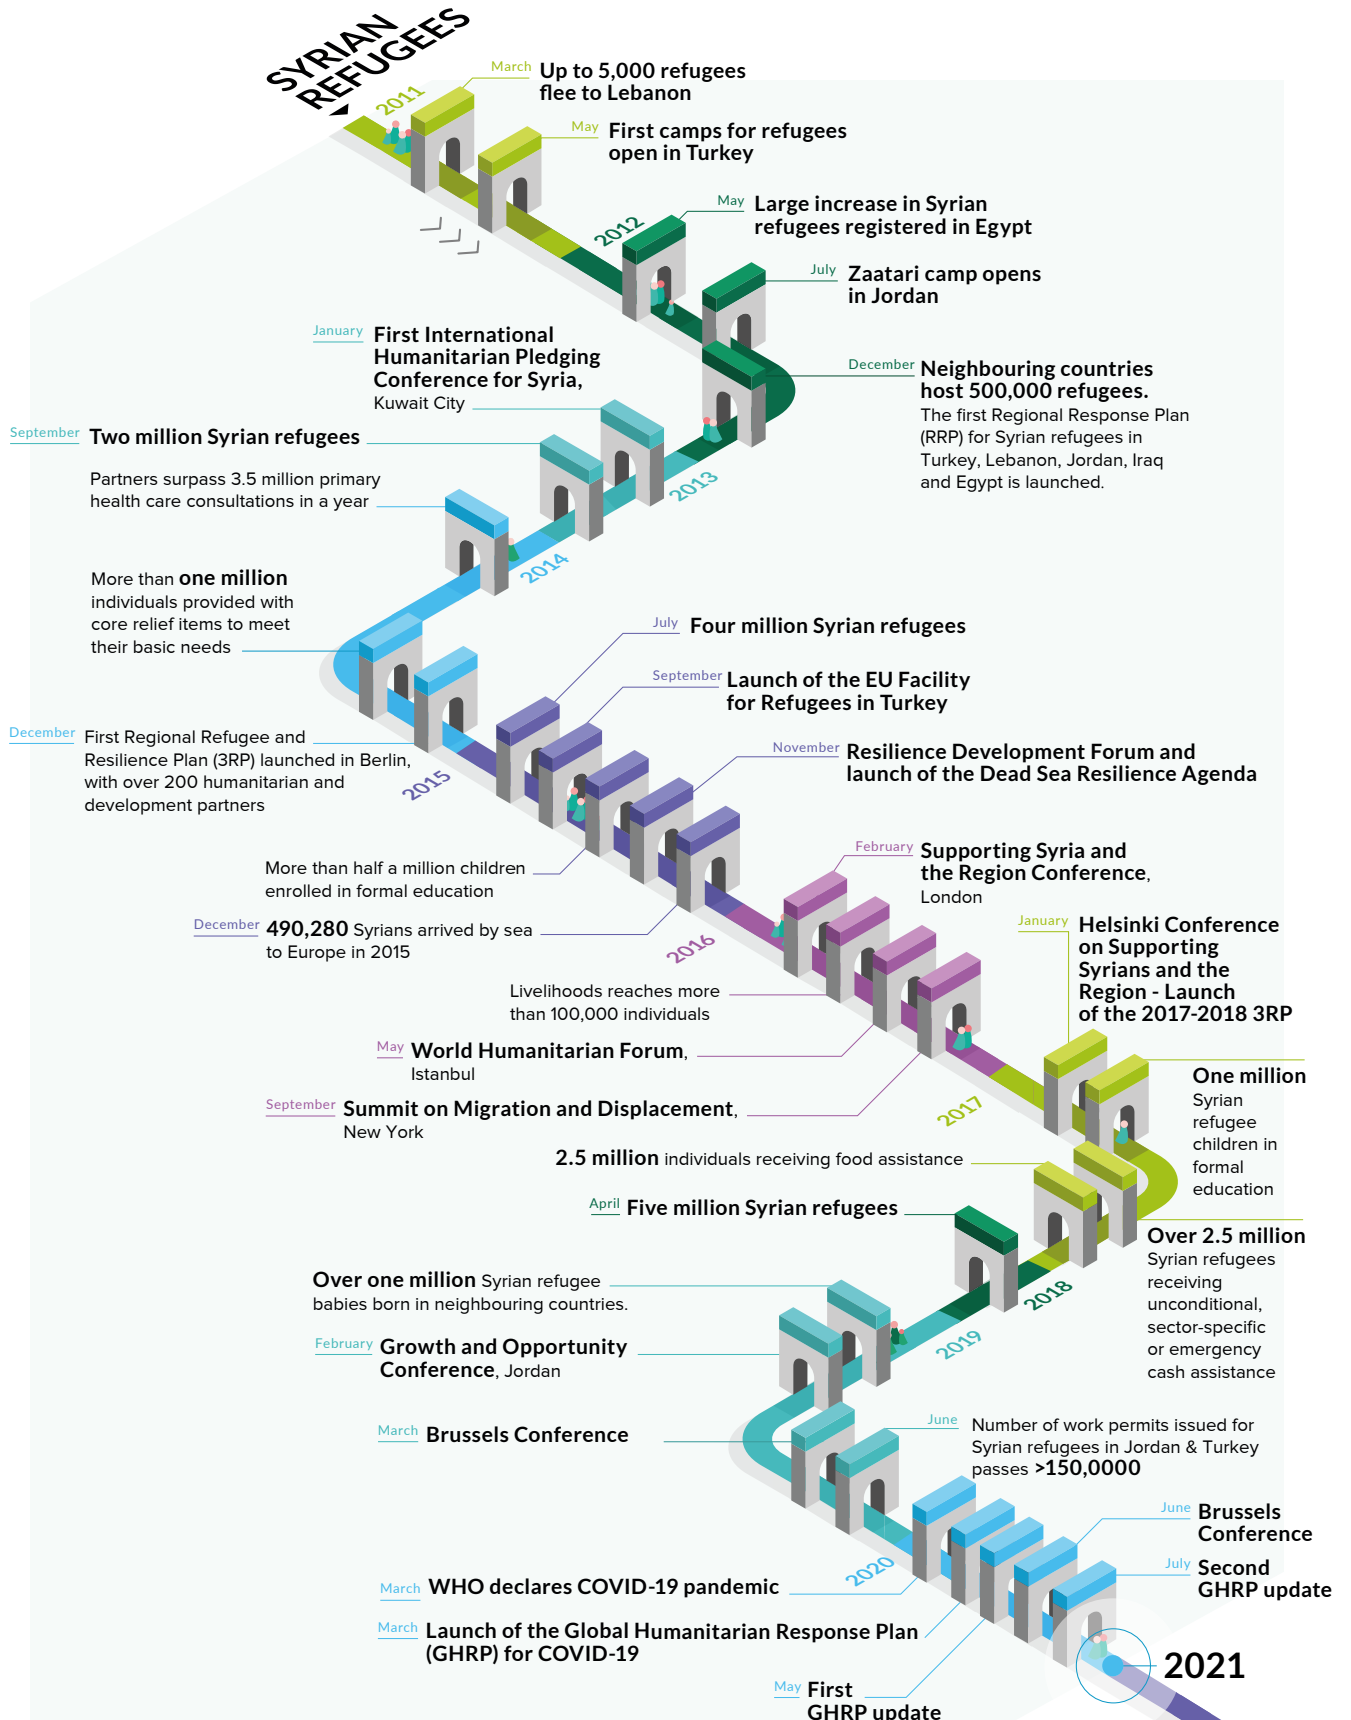 SYRIAN
REFUGEES
2011
March
Up to 5,000 refugees
flee to Lebanon
May
First camps for refugees
open in Turkey
2012
May
Large increase in Syrian
refugees registered in Egypt
July
Zaatari camp opens
in Jordan
December
Neighbouring countries
host 500,000 refugees.
The first Regional Response Plan
(RRP) for Syrian refugees in
Turkey, Lebanon, Jordan, Iraq
and Egypt is launched.
January
First International
Humanitarian Pledging
Conference for Syria,
Kuwait City
September
Two million Syrian refugees
2013
Partners surpass 3.5 million primary
health care consultations in a year
2014
More than one million
individuals provided with
core relief items to meet
their basic needs
December
First Regional Refugee and
Resilience Plan (3RP) launched in Berlin,
with over 200 humanitarian and
development partners
2015
July
Four million Syrian refugees
September
Launch of the EU Facility
for Refugees in Turkey
November
Resilience Development Forum and
launch of the Dead Sea Resilience Agenda
More than half a million children
enrolled in formal education
December
490,280 Syrians arrived by sea
to Europe in 2015
2016
February
Supporting Syria and
the Region Conference,
London
Livelihoods reaches more
than 100,000 individuals
May
World Humanitarian Forum,
Istanbul
September
Summit on Migration and Displacement,
New York
2017
January
Helsinki Conference
on Supporting
Syrians and the
Region - Launch
of the 2017-2018 3RP
One million
Syrian
refugee
children in
formal
education
2.5 million individuals receiving food assistance
Over 2.5 million
Syrian refugees
receiving
unconditional,
sector-specific
or emergency
cash assistance
April
Five million Syrian refugees
2018
Over one million Syrian refugee
babies born in neighbouring countries.
2019
February
Growth and Opportunity
Conference, Jordan
March
Brussels Conference
June
Number of work permits issued for
Syrian refugees in Jordan & Turkey
passes >150,0000
2020
March
WHO declares COVID-19 pandemic
March
Launch of the Global Humanitarian Response Plan
(GHRP) for COVID-19
May
First
GHRP update
June
Brussels
Conference
July
Second
GHRP update
2021